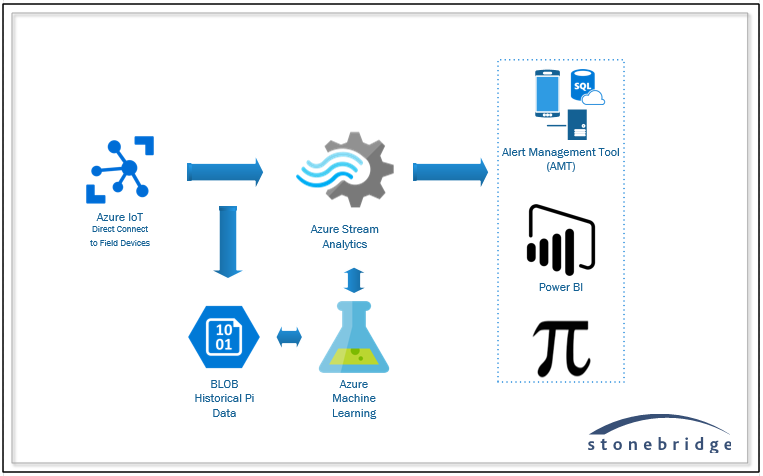 Azure IoT
Direct Connect
to Field Devices
Azure Stream
Analytics
SQL
Alert Management Tool
(AMT)
Power BI
π
10
01
BLOB
Historical Pi
Data
Azure
Machine
Learning
stonebridge